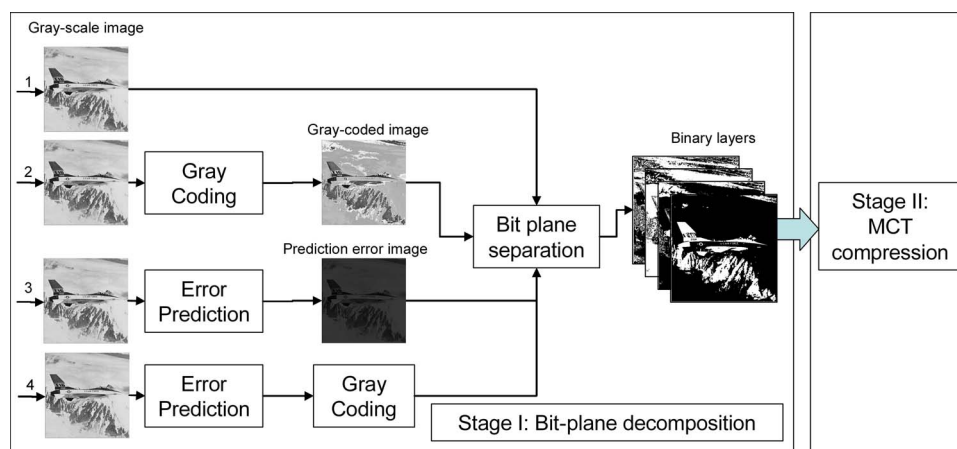 Gray-scale image
1
Gray-coded image
Binary layers
2
Gray
Coding
Bit plane
separation
Stage II:
MCT
compression
Prediction error image
3
Error
Prediction
4
Error
Prediction
Gray
Coding
Stage I: Bit-plane decomposition